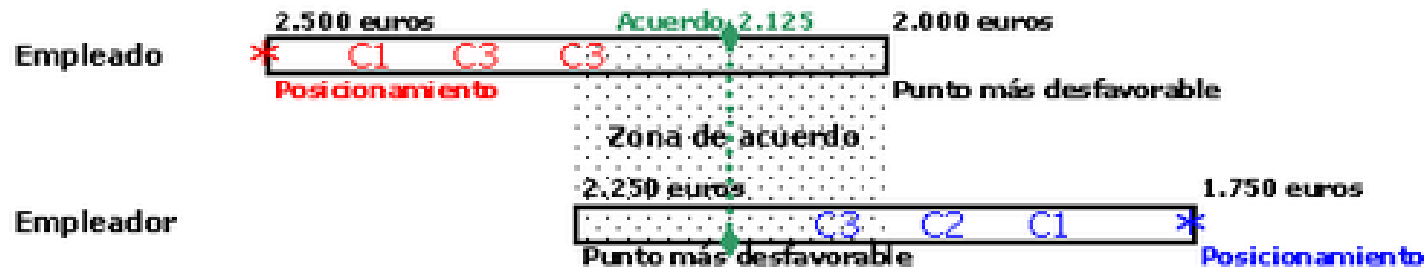 2.500 euros Acuerdo 2.125 2.000 euros
Empleado * C1 C3 C3
Posicionamiento Punto más desfavorable
Zona de acuerdo
2.250 euros 1.750 euros
Empleador C3 C2 C1 *
Punto más desfavorable Posicionamiento